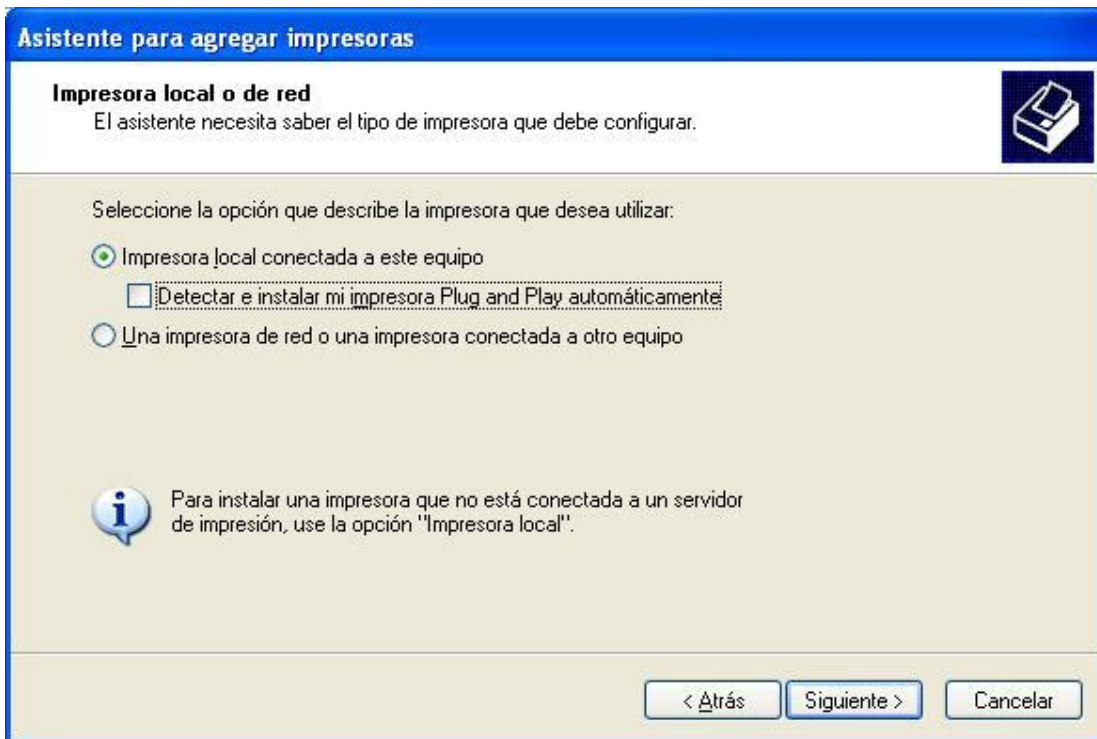 Asistente para agregar impresoras
Impresora local o de red
El asistente necesita saber el tipo de impresora que debe configurar.
Seleccione la opción que describe la impresora que desea utilizar:
Impresora local conectada a este equipo
Detectar e instalar mi impresora Plug and Play automáticamente
Una impresora de red o una impresora conectada a otro equipo
Para instalar una impresora que no está conectada a un servidor
de impresión, use la opción "Impresora local".
< Atrás Siguiente > Cancelar